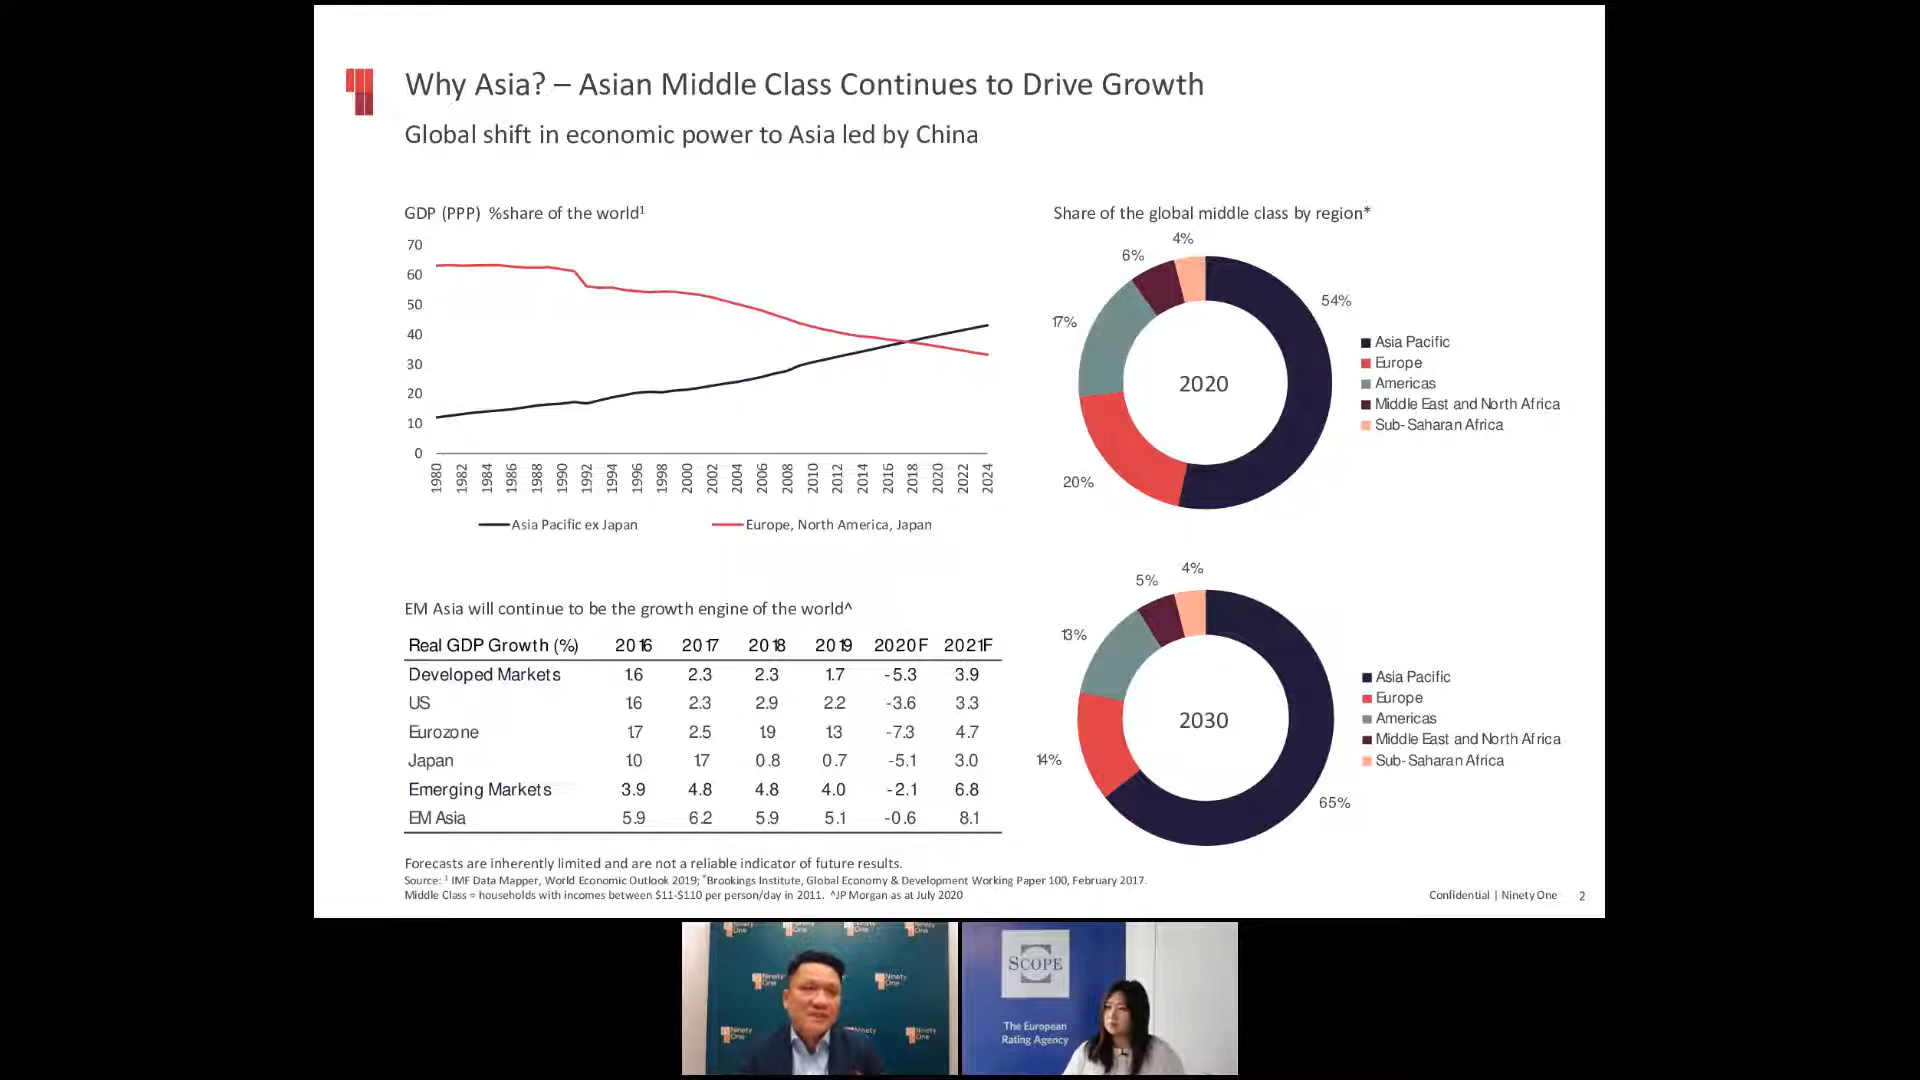 Why Asia? – Asian Middle Class Continues to Drive Growth
Global shift in economic power to Asia led by China
GDP (PPP) %share of the world¹
70
60
50
40
30
20
10
0
1980 1982 1984 1986 1988 1990 1992 1994 1996 1998 2000 2002 2004 2006 2008 2010 2012 2014 2016 2018 2020 2022 2024
Asia Pacific ex Japan Europe, North America, Japan
EM Asia will continue to be the growth engine of the world^
Real GDP Growth (%) 2016 2017 2018 2019 2020F 2021F
Developed Markets 1.6 2.3 2.3 1.7 -5.3 3.9
US 1.6 2.3 2.9 2.2 -3.6 3.3
Eurozone 1.7 2.5 1.9 1.3 -7.3 4.7
Japan 1.0 1.7 0.8 0.7 -5.1 3.0
Emerging Markets 3.9 4.8 4.8 4.0 -2.1 6.8
EM Asia 5.9 6.2 5.9 5.1 -0.6 8.1
Share of the global middle class by region*
4%
6%
54%
17%
20%
2020
Asia Pacific
Europe
Americas
Middle East and North Africa
Sub-Saharan Africa
4%
5%
13%
14%
65%
2030
Asia Pacific
Europe
Americas
Middle East and North Africa
Sub-Saharan Africa
Forecasts are inherently limited and are not a reliable indicator of future results.
Source: ¹ IMF Data Mapper, World Economic Outlook 2019; *Brookings Institute, Global Economy & Development Working Paper 100, February 2017.
Middle Class = households with incomes between $11-$110 per person/day in 2011. ^JP Morgan as at July 2020
Confidential | Ninety One 2
Ninety One
Ninety One
Ninety One
Ninety One
SCOPE
The European
Rating Agency